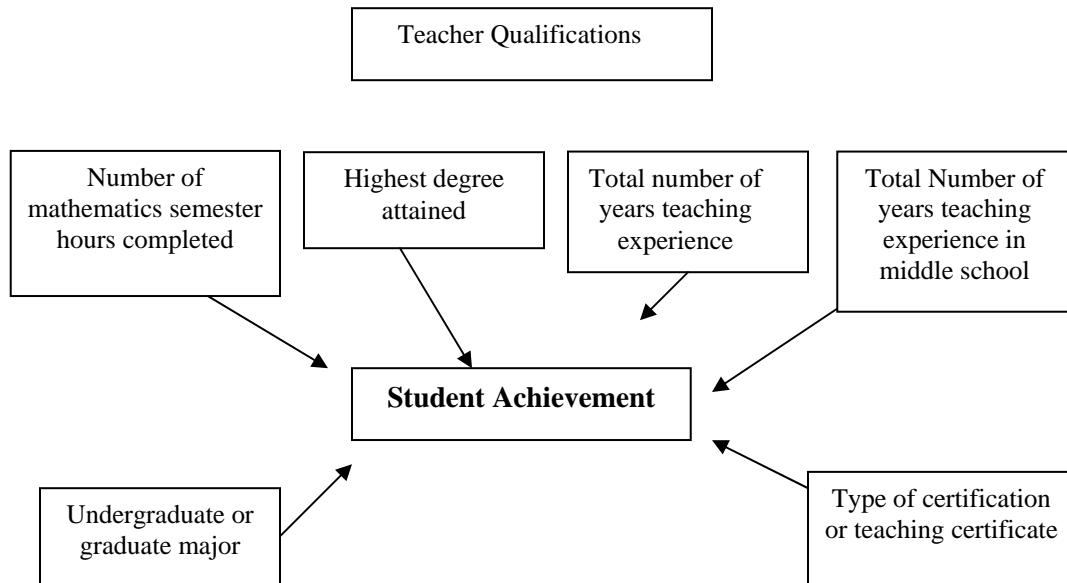 Teacher Qualifications
Number of
mathematics semester
hours completed
Highest degree
attained
Total number of
years teaching
experience
Total Number of
years teaching
experience in
middle school
Student Achievement
Undergraduate or
graduate major
Type of certification
or teaching certificate